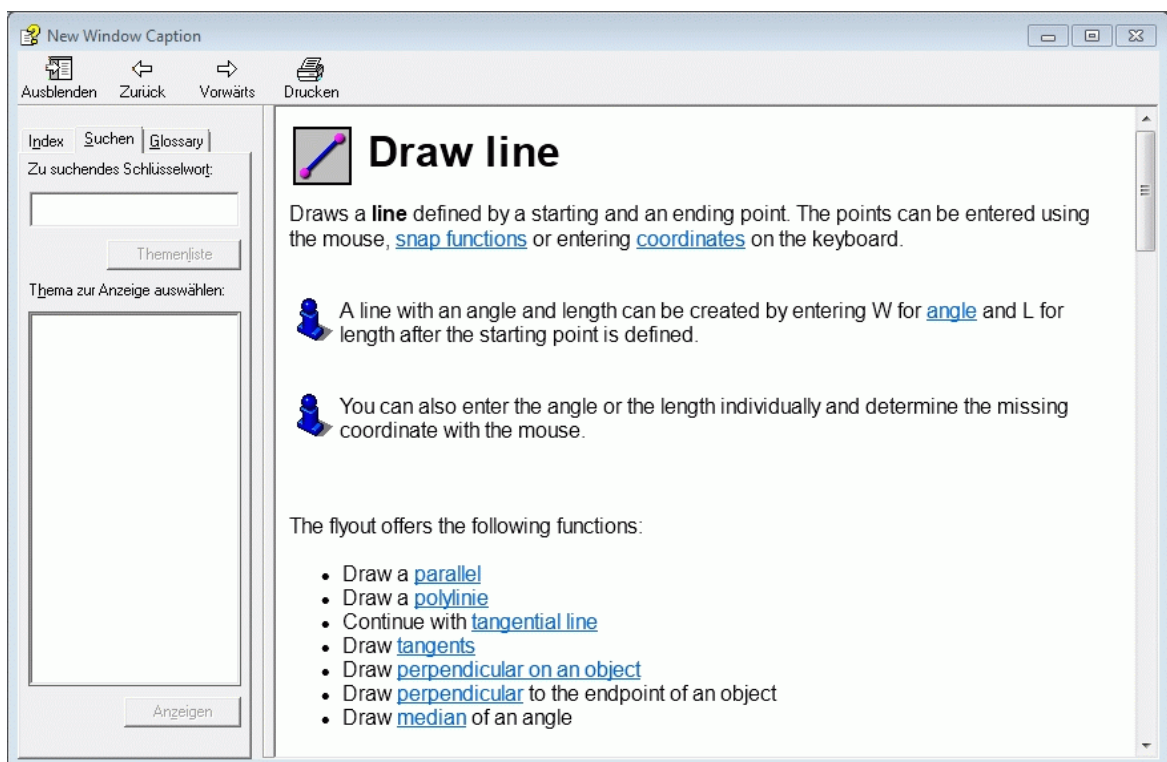 New Window Caption
Ausblenden Zurück Vorwärts Drucken
Index Suchen Glossary
Zu suchendes Schlüsselwort:
Themenliste
Thema zur Anzeige auswählen:
Anzeigen
Draw line
Draws a line defined by a starting and an ending point. The points can be entered using
the mouse, snap functions or entering coordinates on the keyboard.
A line with an angle and length can be created by entering W for angle and L for
length after the starting point is defined.
You can also enter the angle or the length individually and determine the missing
coordinate with the mouse.
The flyout offers the following functions:
• Draw a parallel
• Draw a polylinie
• Continue with tangential line
• Draw tangents
• Draw perpendicular on an object
• Draw perpendicular to the endpoint of an object
• Draw median of an angle